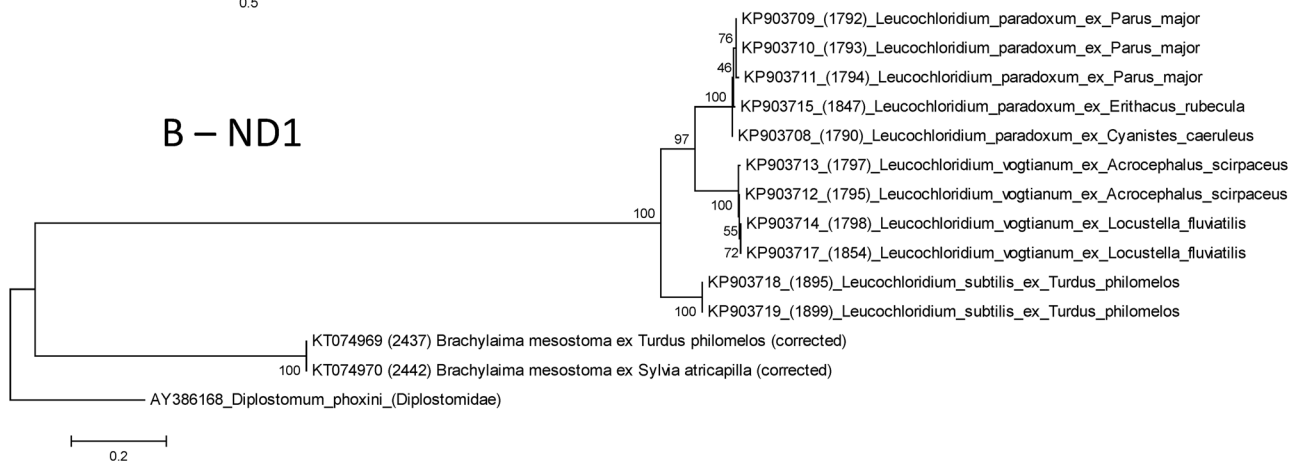 0.5
KP903709_(1792)_Leucochloridium_paradoxum_ex_Parus_major
76
KP903710_(1793)_Leucochloridium_paradoxum_ex_Parus_major
46
KP903711_(1794)_Leucochloridium_paradoxum_ex_Parus_major
100
KP903715_(1847)_Leucochloridium_paradoxum_ex_Erithacus_rubecula
B – ND1
KP903708_(1790)_Leucochloridium_paradoxum_ex_Cyanistes_caeruleus
97
KP903713_(1797)_Leucochloridium_vogtianum_ex_Acrocephalus_scirpaceus
KP903712_(1795)_Leucochloridium_vogtianum_ex_Acrocephalus_scirpaceus
100
100
KP903714_(1798)_Leucochloridium_vogtianum_ex_Locustella_fluviatilis
55
KP903717_(1854)_Leucochloridium_vogtianum_ex_Locustella_fluviatilis
72
KP903718_(1895)_Leucochloridium_subtilis_ex_Turdus_philomelos
KP903719_(1899)_Leucochloridium_subtilis_ex_Turdus_philomelos
100
KT074969 (2437) Brachylaima mesostoma ex Turdus philomelos (corrected)
KT074970 (2442) Brachylaima mesostoma ex Sylvia atricapilla (corrected)
100
AY386168_Diplostomum_phoxini_(Diplostomidae)
0.2